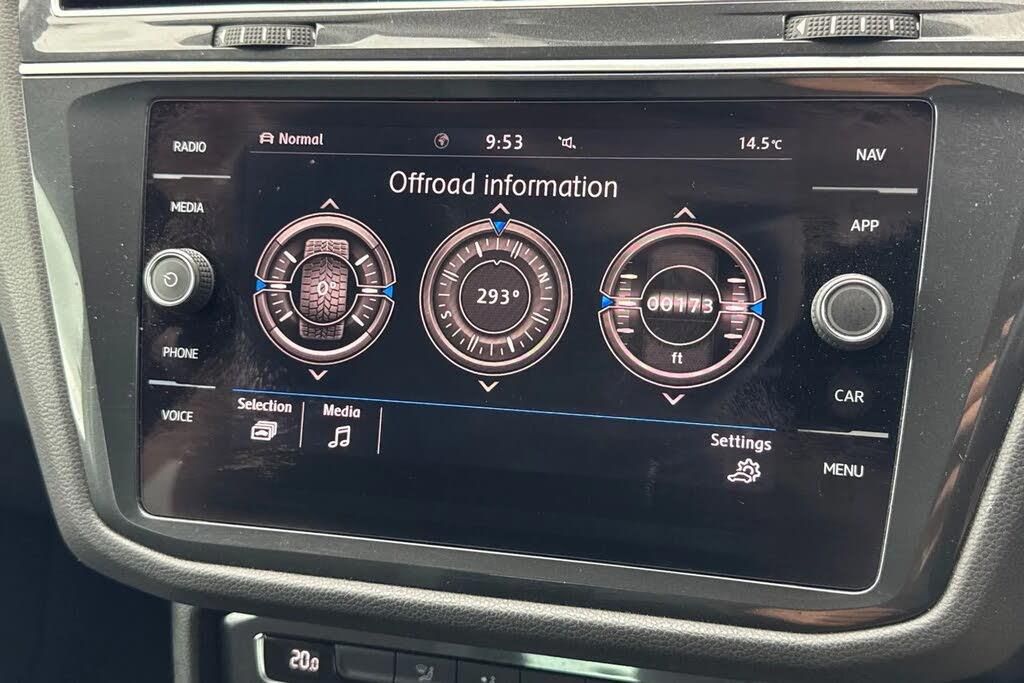 RADIO
MEDIA
PHONE
VOICE
Normal
9:53
14.5°C
Offroad information
0°
293°
N
S
00173
ft
Selection
Media
Settings
NAV
APP
CAR
MENU
20.0